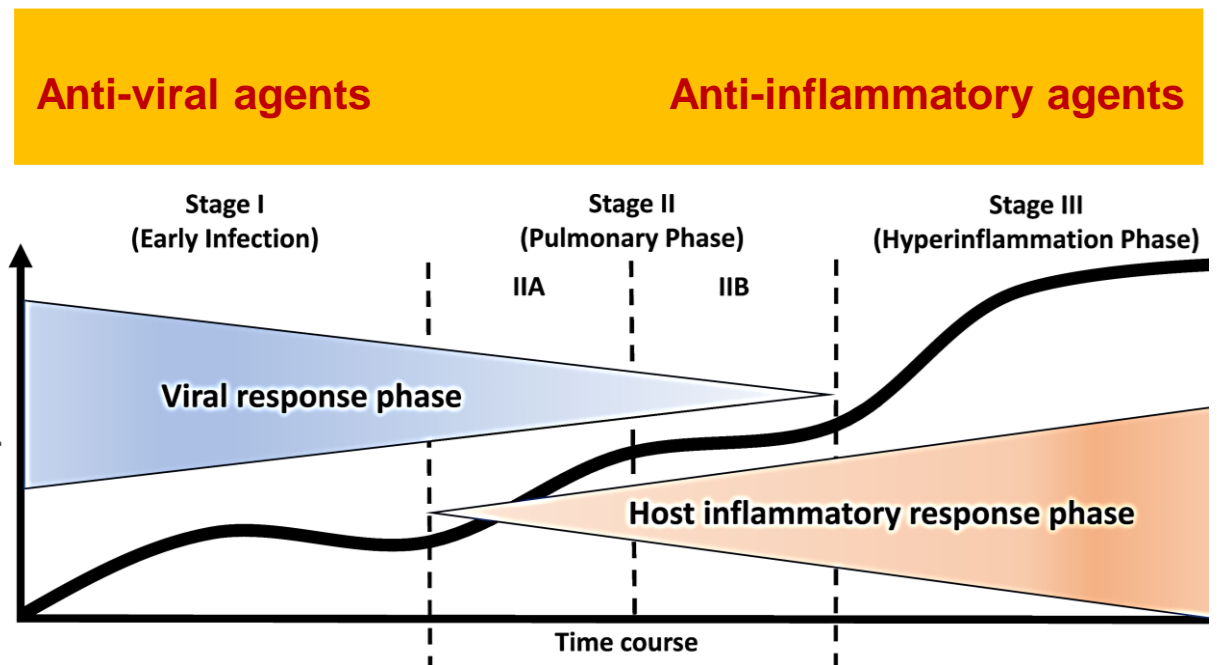 Anti-viral agents
Anti-inflammatory agents
Stage I
(Early Infection)
Stage II
(Pulmonary Phase)
Stage III
(Hyperinflammation Phase)
IIA
IIB
Viral response phase
Host inflammatory response phase
Time course